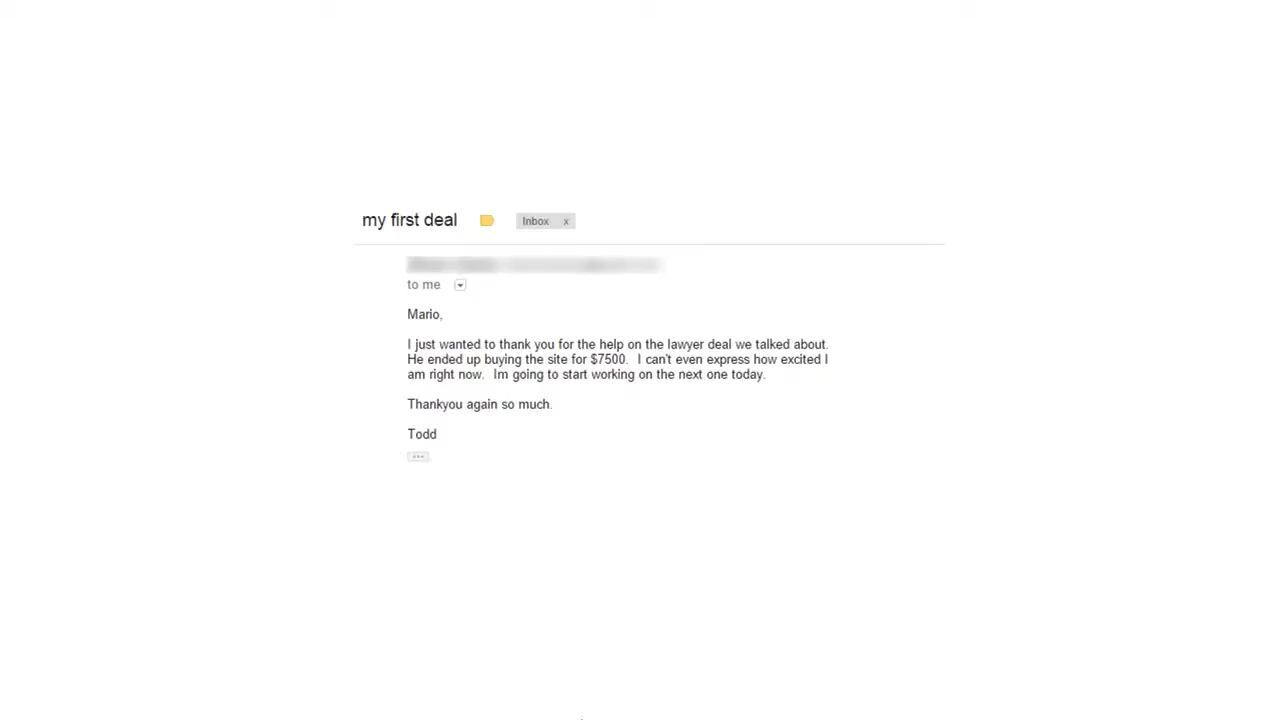 my first deal
Inbox x
to me
Mario,
I just wanted to thank you for the help on the lawyer deal we talked about.
He ended up buying the site for $7500.  I can't even express how excited I
am right now.  Im going to start working on the next one today.
Thankyou again so much.
Todd